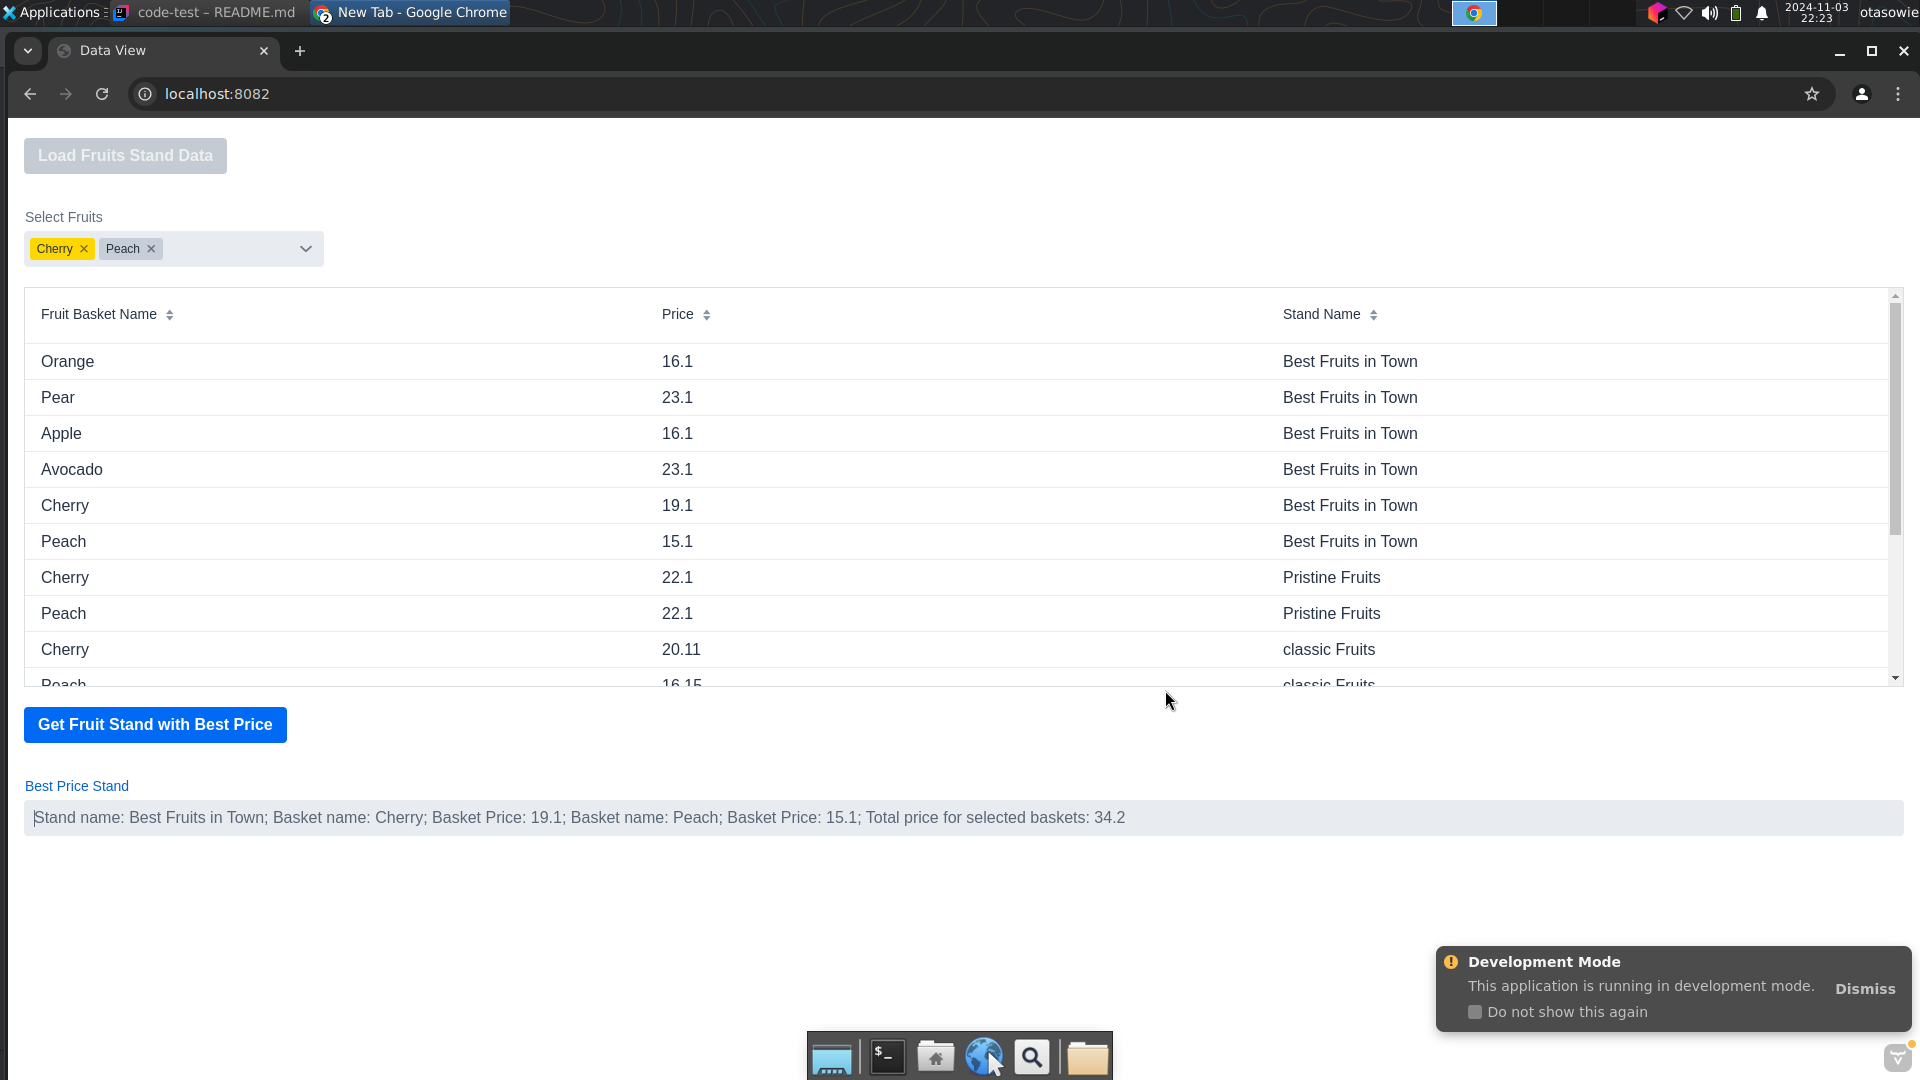 Applications code-test – README.md New Tab - Google Chrome 2024-11-03 22:23 otasowie
Data View
localhost:8082
Load Fruits Stand Data
Select Fruits
Cherry Peach
Fruit Basket Name Price Stand Name
Orange 16.1 Best Fruits in Town
Pear 23.1 Best Fruits in Town
Apple 16.1 Best Fruits in Town
Avocado 23.1 Best Fruits in Town
Cherry 19.1 Best Fruits in Town
Peach 15.1 Best Fruits in Town
Cherry 22.1 Pristine Fruits
Peach 22.1 Pristine Fruits
Cherry 20.11 classic Fruits
Peach 16.15 classic Fruits
Get Fruit Stand with Best Price
Best Price Stand
Stand name: Best Fruits in Town; Basket name: Cherry; Basket Price: 19.1; Basket name: Peach; Basket Price: 15.1; Total price for selected baskets: 34.2
Development Mode
This application is running in development mode.
Dismiss
Do not show this again